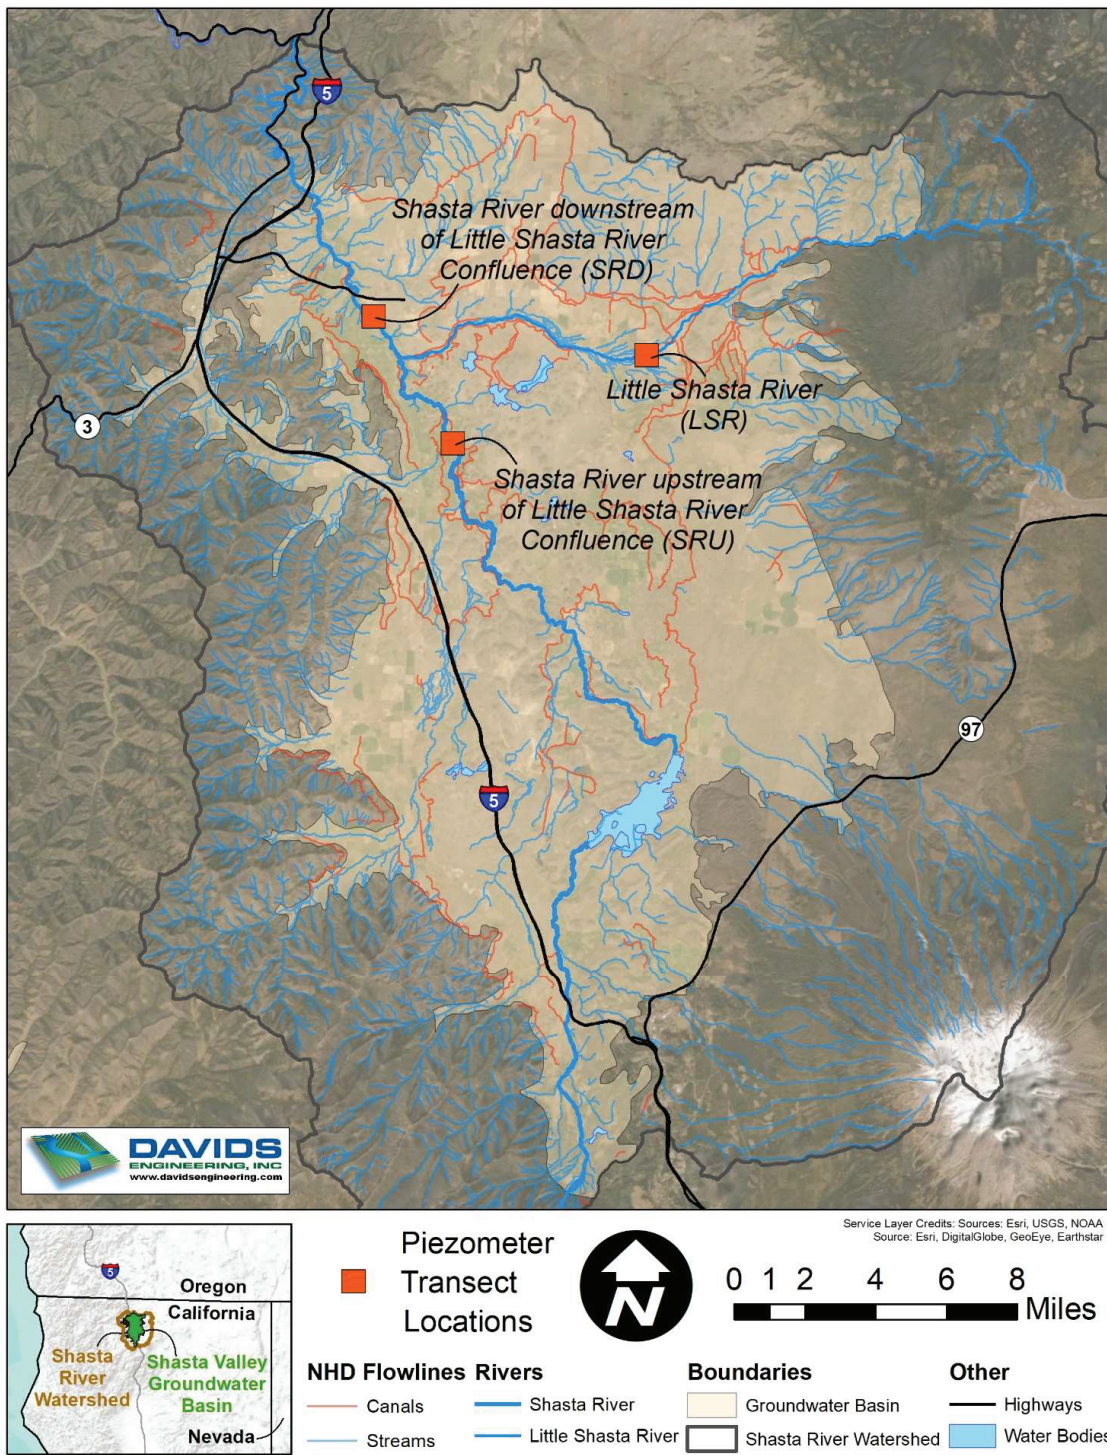 5
Shasta River downstream
of Little Shasta River
Confluence (SRD)
Little Shasta River
(LSR)
3
Shasta River upstream
of Little Shasta River
Confluence (SRU)
97
5
DAVIDS
ENGINEERING, INC
www.davidsengineering.com
Service Layer Credits: Sources: Esri, USGS, NOAA
Source: Esri, DigitalGlobe, GeoEye, Earthstar
5
Oregon
California
Shasta
River
Watershed
Shasta Valley
Groundwater
Basin
Nevada
Piezometer
Transect
Locations
N
0 1 2 4 6 8
Miles
NHD Flowlines
Canals
Streams
Rivers
Shasta River
Little Shasta River
Boundaries
Groundwater Basin
Shasta River Watershed
Other
Highways
Water Bodies